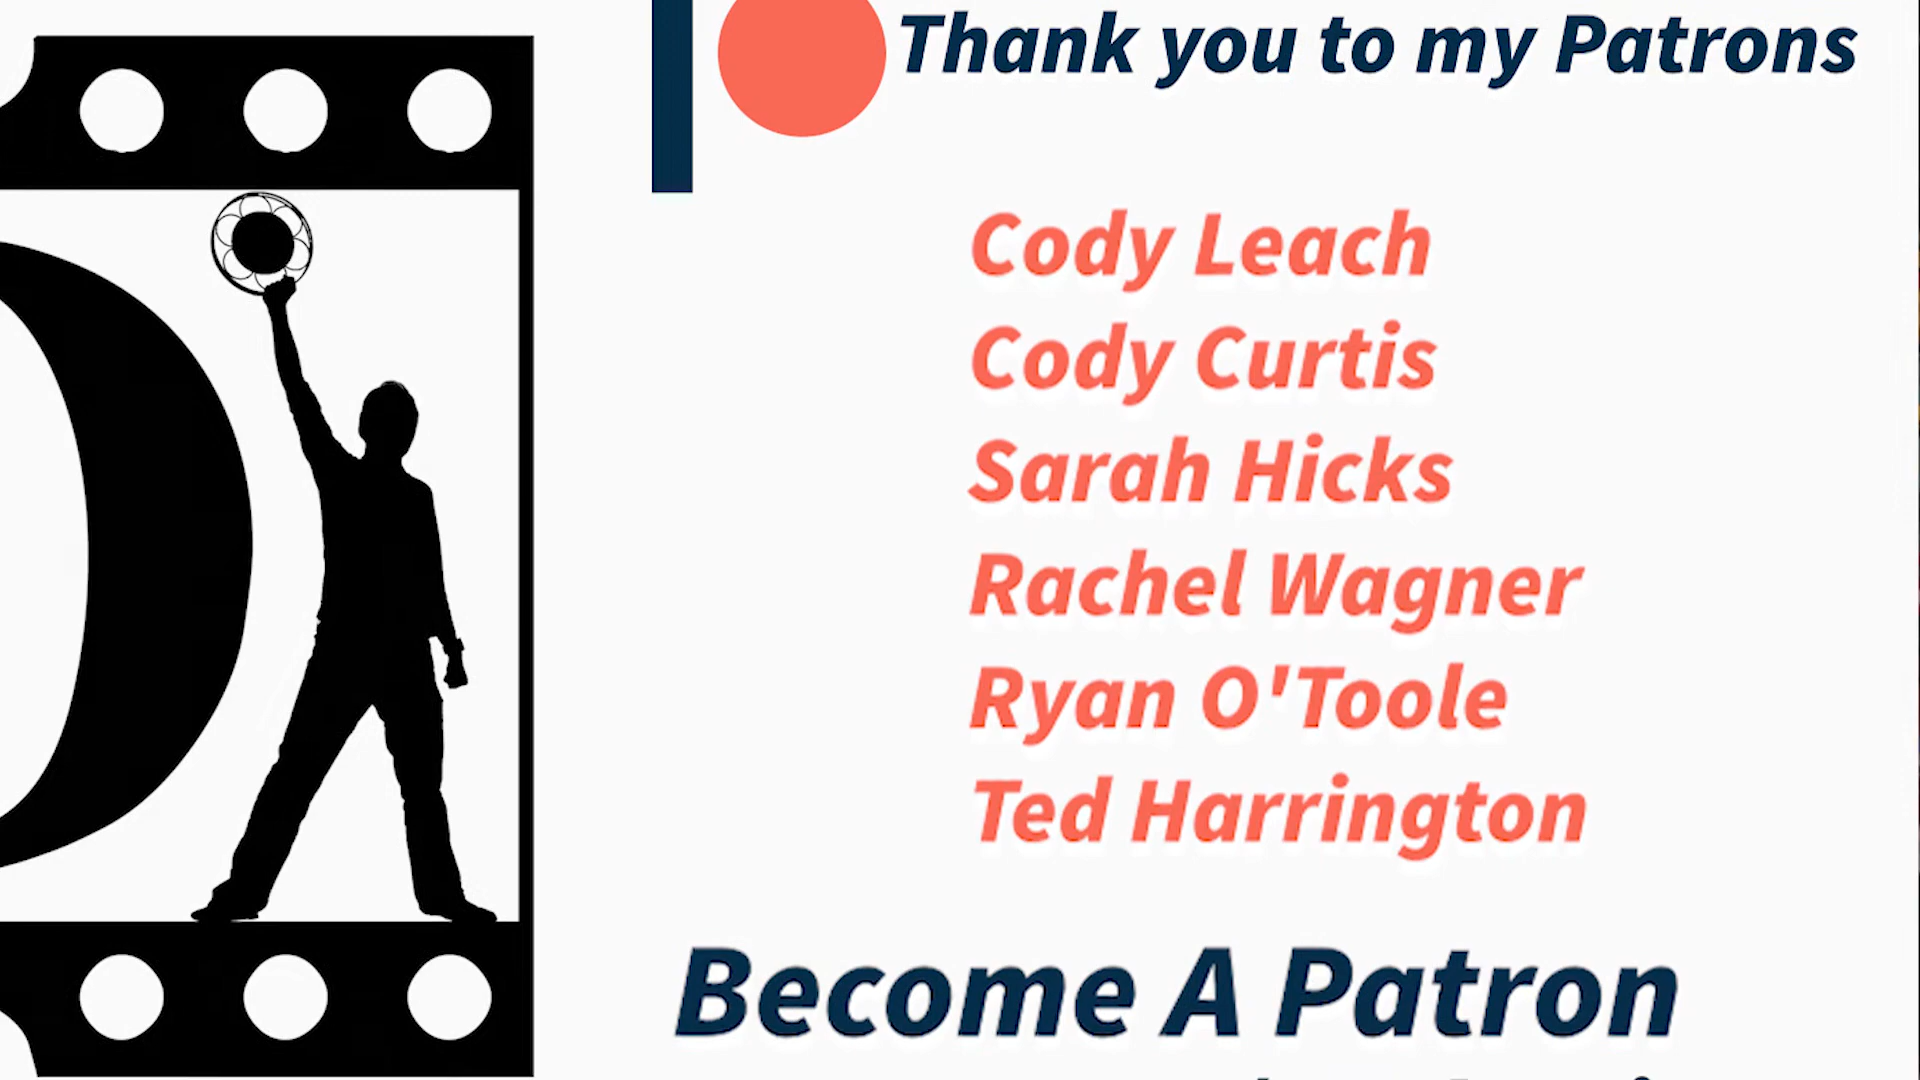 Thank you to my Patrons
Cody Leach
Cody Curtis
Sarah Hicks
Rachel Wagner
Ryan O'Toole
Ted Harrington
Become A Patron